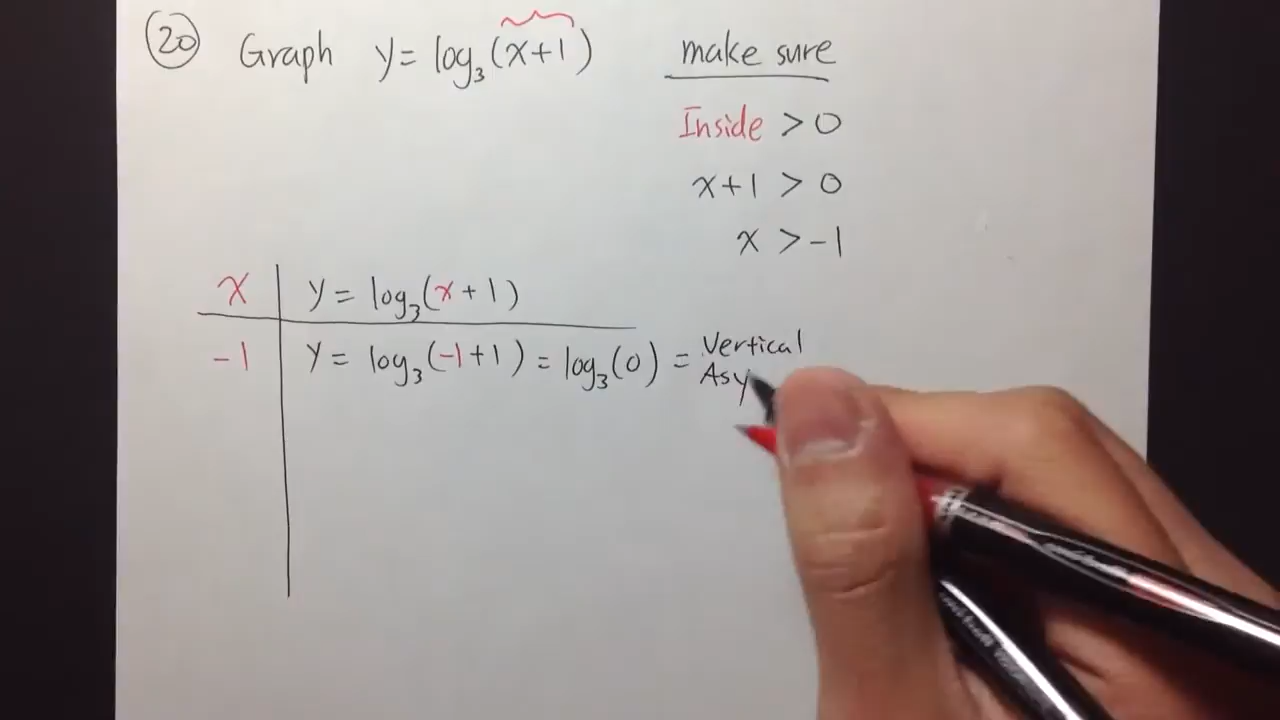 20 Graph y = log₃(x+1)
make sure
Inside > 0
x+1 > 0
x > -1
x y = log₃(x+1)
-1 y = log₃(-1+1) = log₃(0) = Vertical
Asy